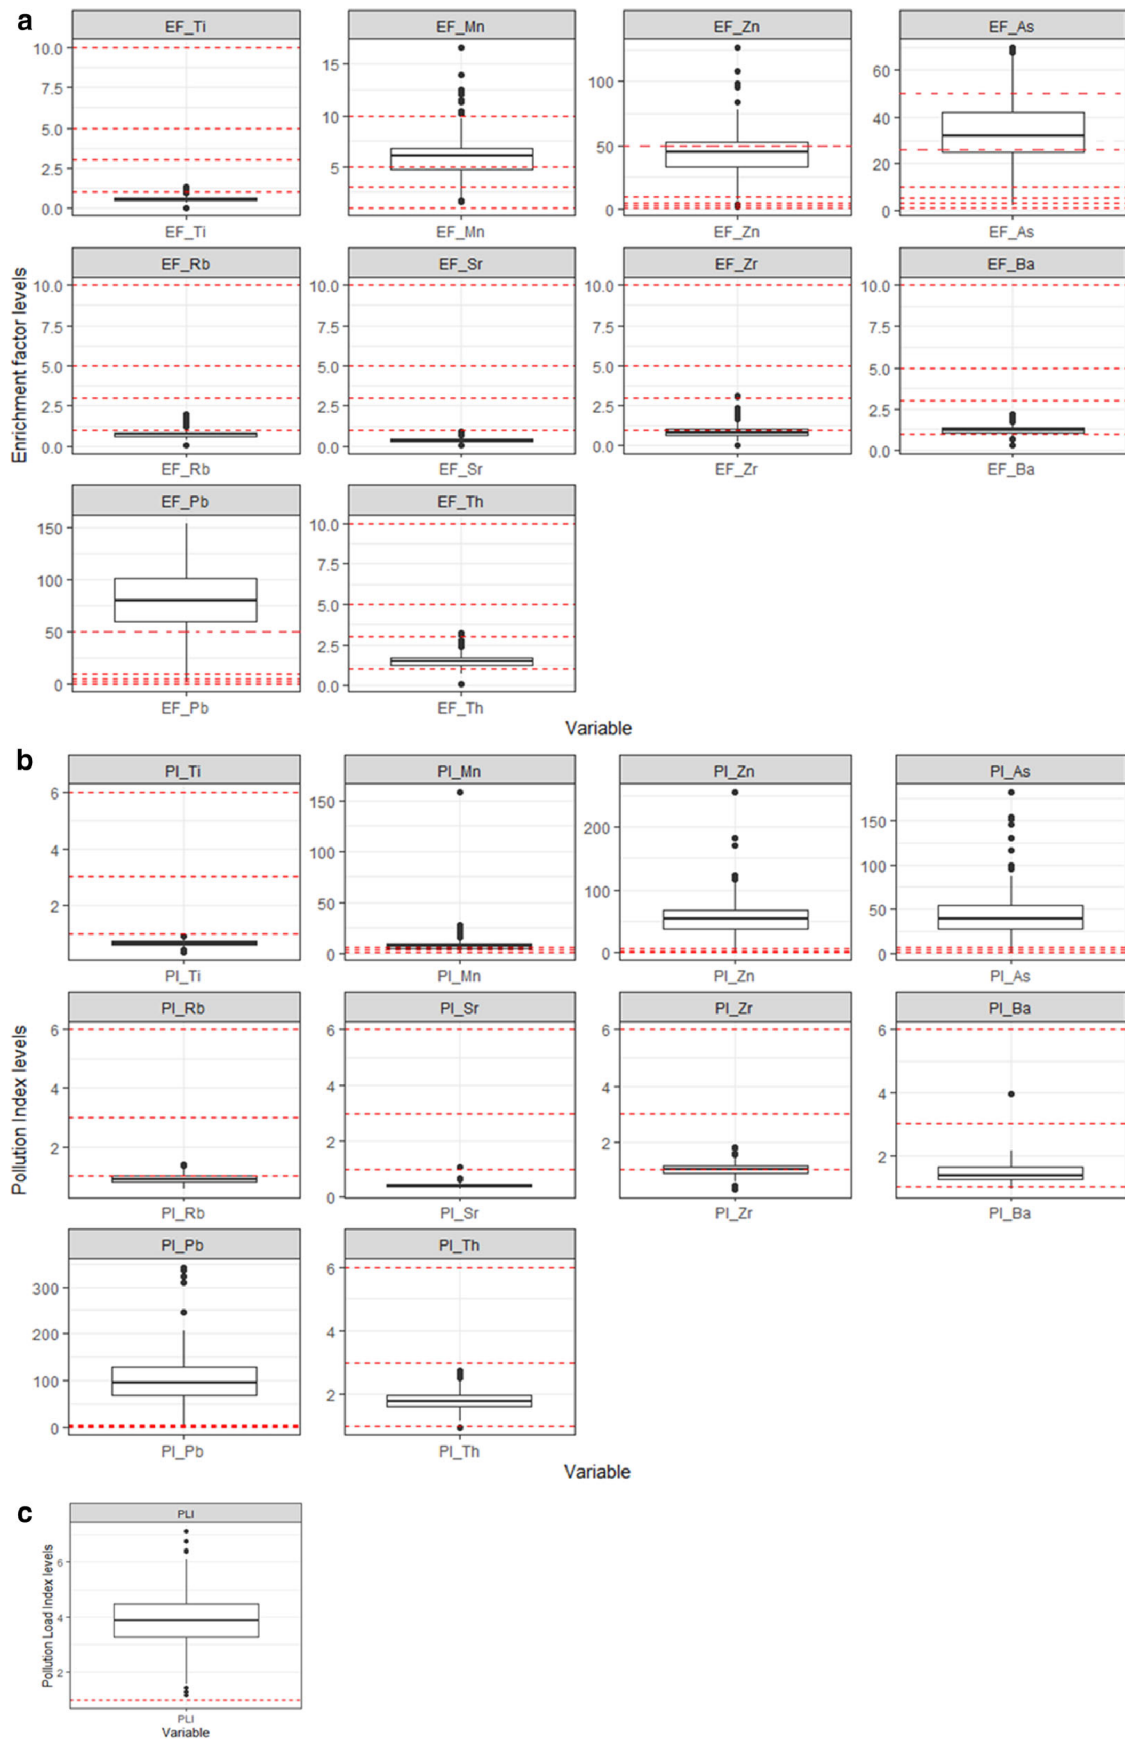 a
EF_Ti EF_Mn EF_Zn EF_As
10.0 7.5 5.0 2.5 0.0
15 10 5
100 50 0
60 40 20 0
EF_Ti EF_Mn EF_Zn EF_As
EF_Rb EF_Sr EF_Zr EF_Ba
10.0 7.5 5.0 2.5 0.0
10.0 7.5 5.0 2.5 0.0
10.0 7.5 5.0 2.5 0.0
10.0 7.5 5.0 2.5 0.0
EF_Rb EF_Sr EF_Zr EF_Ba
Enrichment factor levels
EF_Pb EF_Th
150 100 50 0
10.0 7.5 5.0 2.5 0.0
EF_Pb EF_Th
Variable
b
PI_Ti PI_Mn PI_Zn PI_As
6 4 2
150 100 50 0
200 100 0
150 100 50 0
PI_Ti PI_Mn PI_Zn PI_As
PI_Rb PI_Sr PI_Zr PI_Ba
6 4 2
6 4 2 0
6 4 2
6 4 2
PI_Rb PI_Sr PI_Zr PI_Ba
Pollution Index levels
PI_Pb PI_Th
300 200 100 0
6 4 2
PI_Pb PI_Th
Variable
c
PLI
6 4 2
Pollution Load Index levels
PLI
Variable